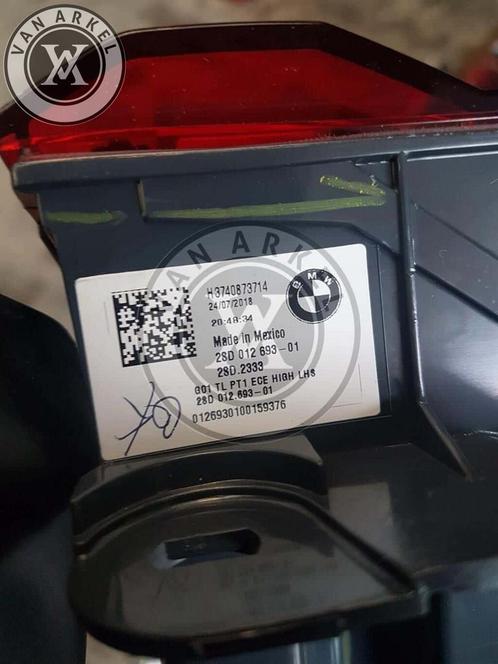 VAN ARKEL
VAN ARKEL
H3740873714
24/07/2018
20:48:34
BMW
Made in Mexico
28D 012 693-01
28D.2333
G01 TL PT1 ECE HIGH LHS
28D 012.693-01
0126930100159376